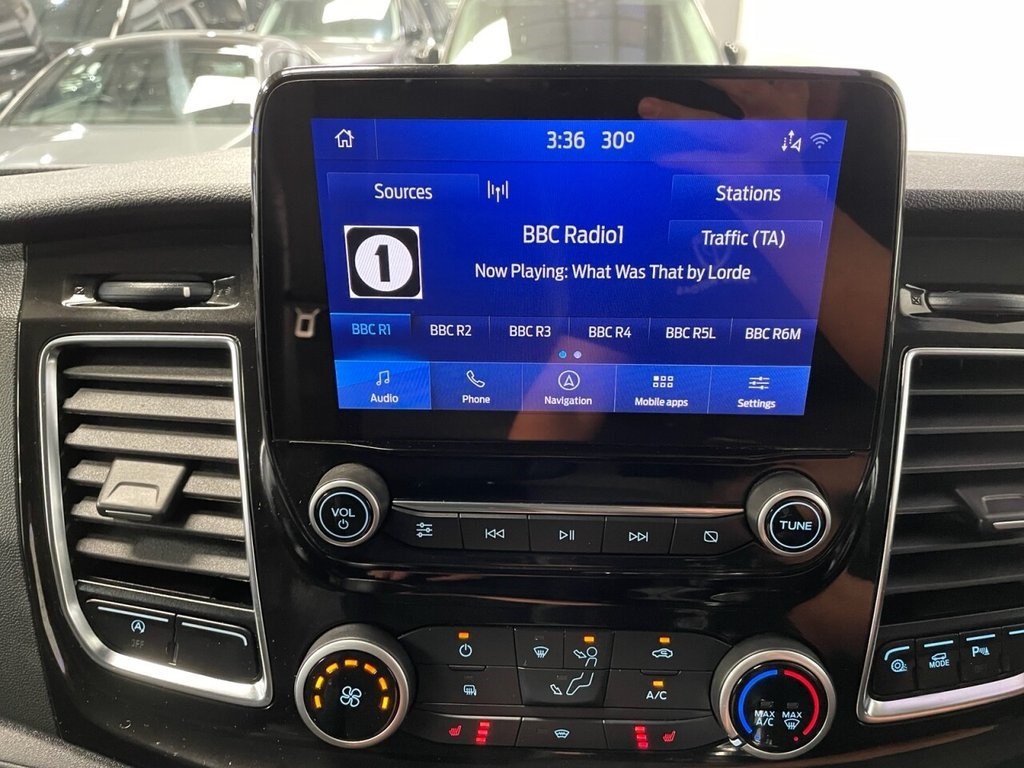 3:36 30º
Sources
Stations
1
BBC Radio1
Traffic (TA)
Now Playing: What Was That by Lorde
BBC R1 BBC R2 BBC R3 BBC R4 BBC R5L BBC R6M
Audio Phone Navigation Mobile apps Settings
VOL
TUNE
A
OFF
MODE
A/C
MAX A/C
MAX